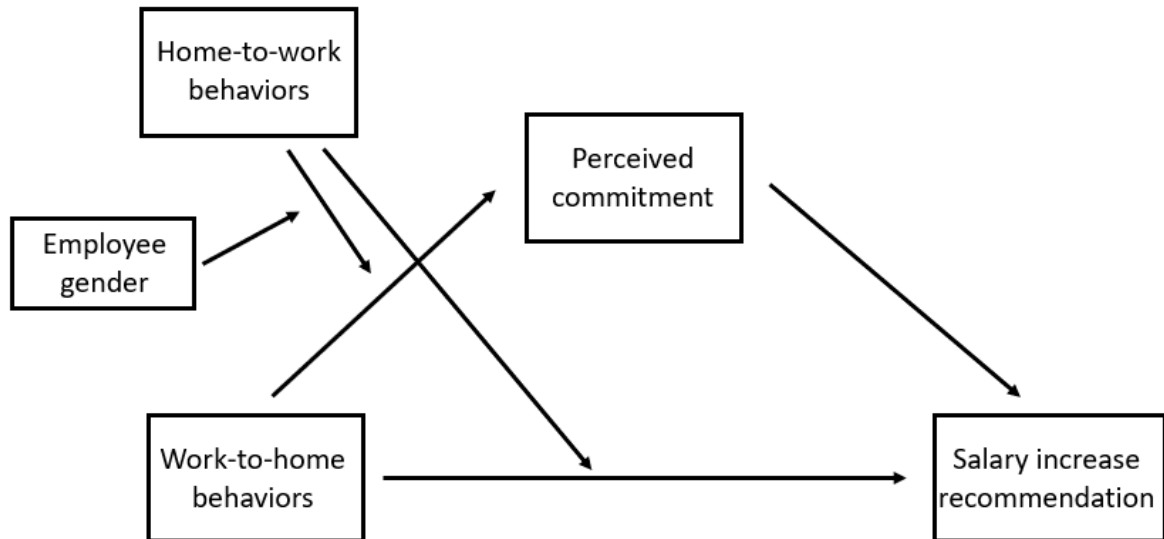 Home-to-work
behaviors
Perceived
commitment
Employee
gender
Work-to-home
behaviors
Salary increase
recommendation